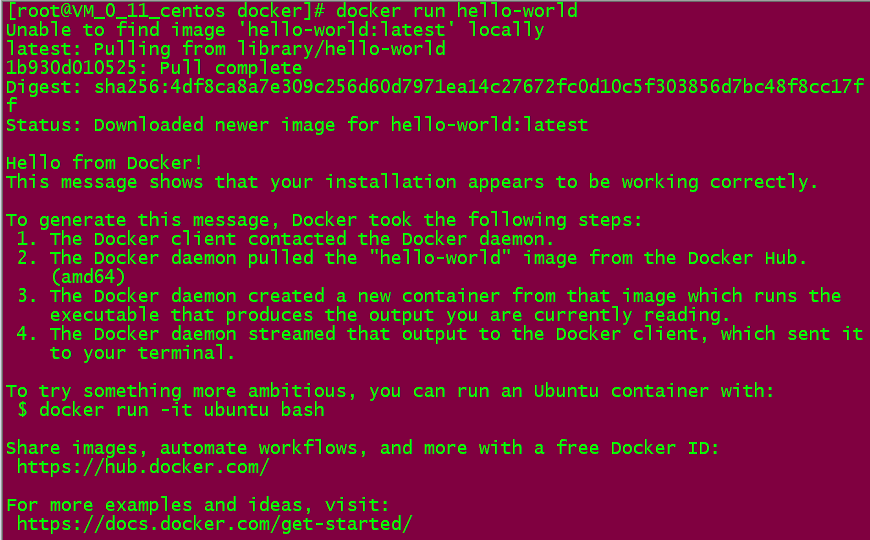 [root@VM_0_11_centos docker]# docker run hello-world
Unable to find image 'hello-world:latest' locally
latest: Pulling from library/hello-world
1b930d010525: Pull complete
Digest: sha256:4df8ca8a7e309c256d60d7971ea14c27672fc0d10c5f303856d7bc48f8cc17f
f
Status: Downloaded newer image for hello-world:latest

Hello from Docker!
This message shows that your installation appears to be working correctly.

To generate this message, Docker took the following steps:
 1. The Docker client contacted the Docker daemon.
 2. The Docker daemon pulled the "hello-world" image from the Docker Hub.
    (amd64)
 3. The Docker daemon created a new container from that image which runs the
    executable that produces the output you are currently reading.
 4. The Docker daemon streamed that output to the Docker client, which sent it
    to your terminal.

To try something more ambitious, you can run an Ubuntu container with:
 $ docker run -it ubuntu bash

Share images, automate workflows, and more with a free Docker ID:
 https://hub.docker.com/

For more examples and ideas, visit:
 https://docs.docker.com/get-started/